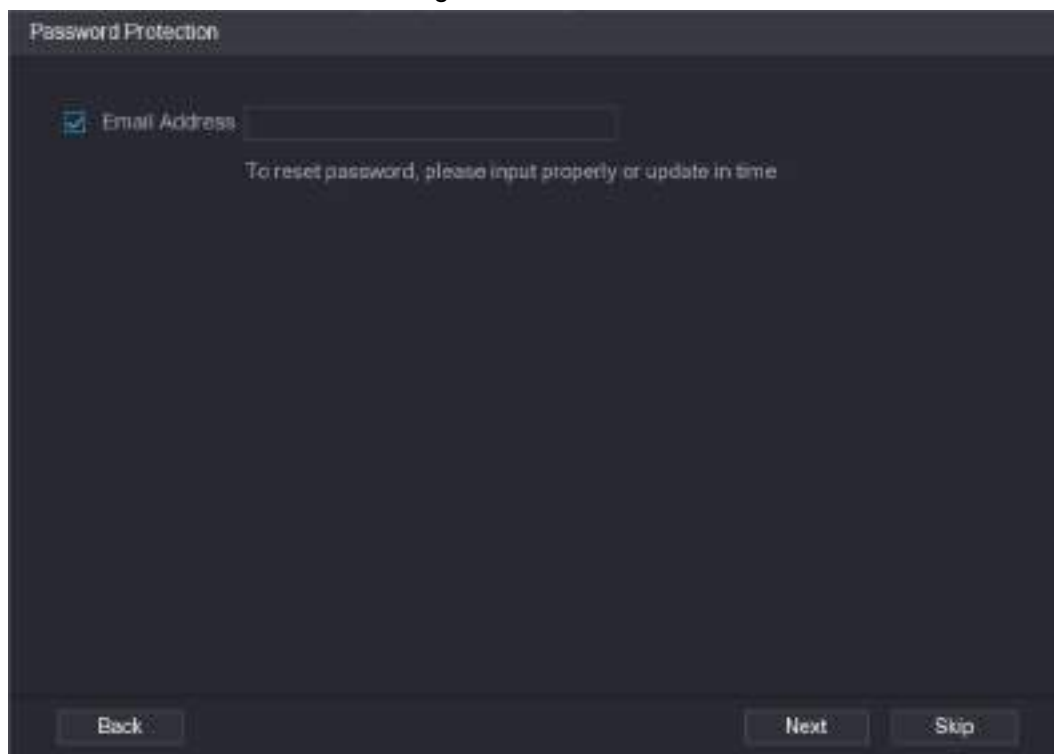 Password Protection
Email Address
To reset password, please input properly or update in time
Back Next Skip